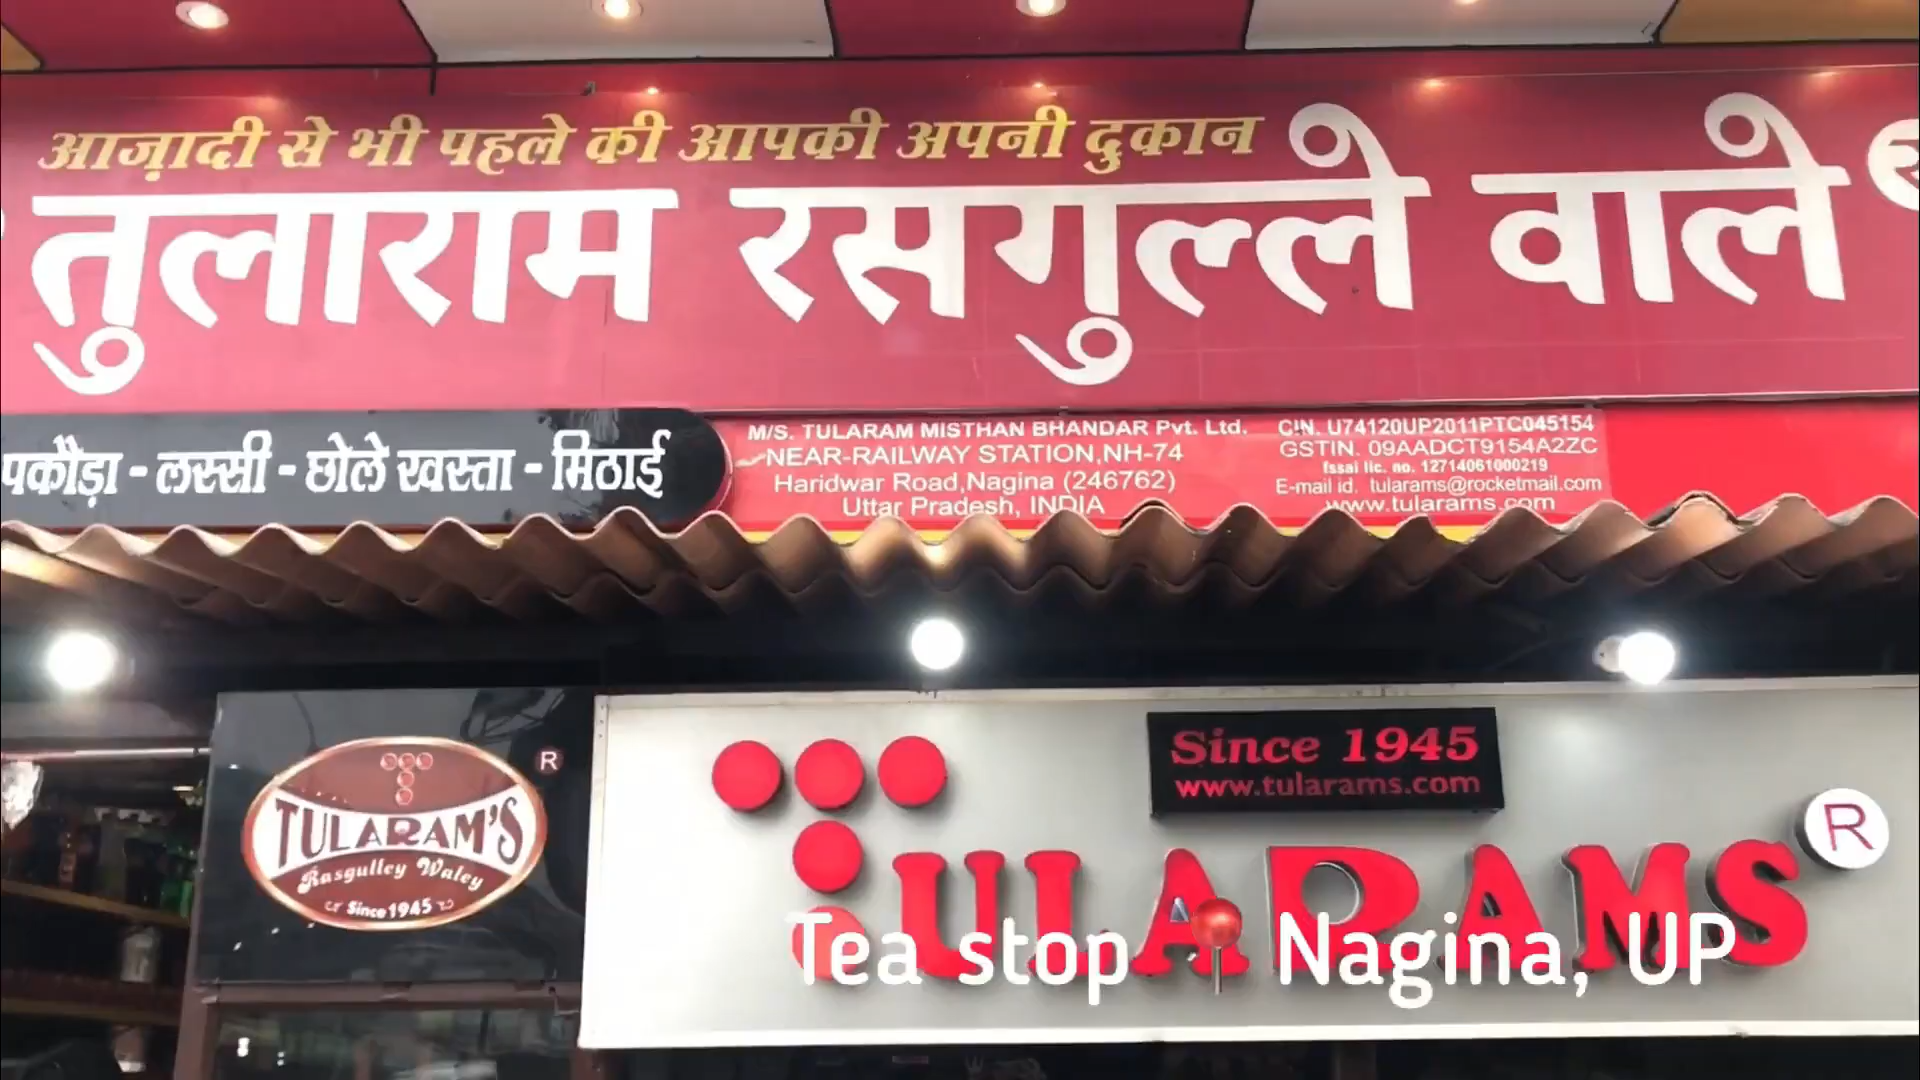 आज़ादी से भी पहले की आपकी अपनी दुकान
तुलाराम रसगुल्ले वाले
पकौड़ा - लस्सी - छोले खस्ता - मिठाई
M/S. TULARAM MISTHAN BHANDAR Pvt. Ltd.
NEAR-RAILWAY STATION,NH-74
Haridwar Road,Nagina (246762)
Uttar Pradesh, INDIA
CIN. U74120UP2011PTC045154
GSTIN. 09AADCT9154A2ZC
fssai lic. no. 12714061000219
E-mail id. tularams@rocketmail.com
www.tularams.com
R
TULARAM'S
Rasgulley Waley
Since 1945
Since 1945
www.tularams.com
TULARAMS R
Tea stop📍Nagina, UP